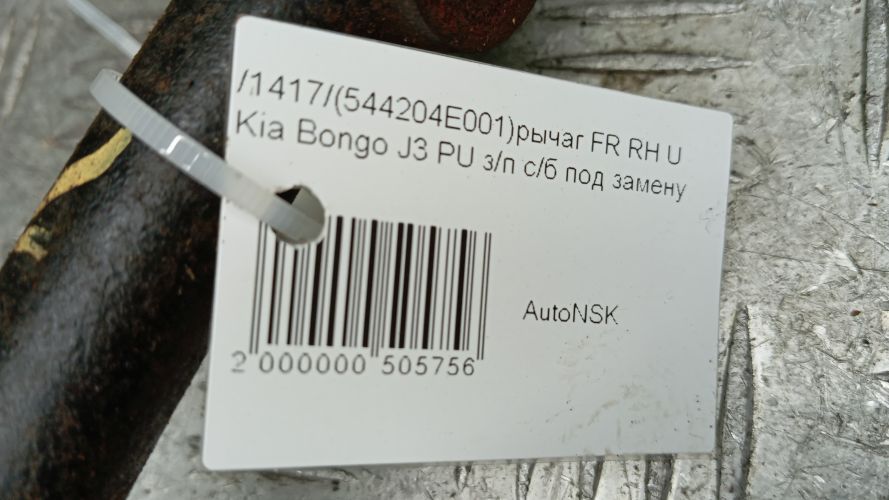 /1417/(544204E001)рычаг FR RH U
Kia Bongo J3 PU з/п с/б под замену
AutoNSK
2 000000 505756